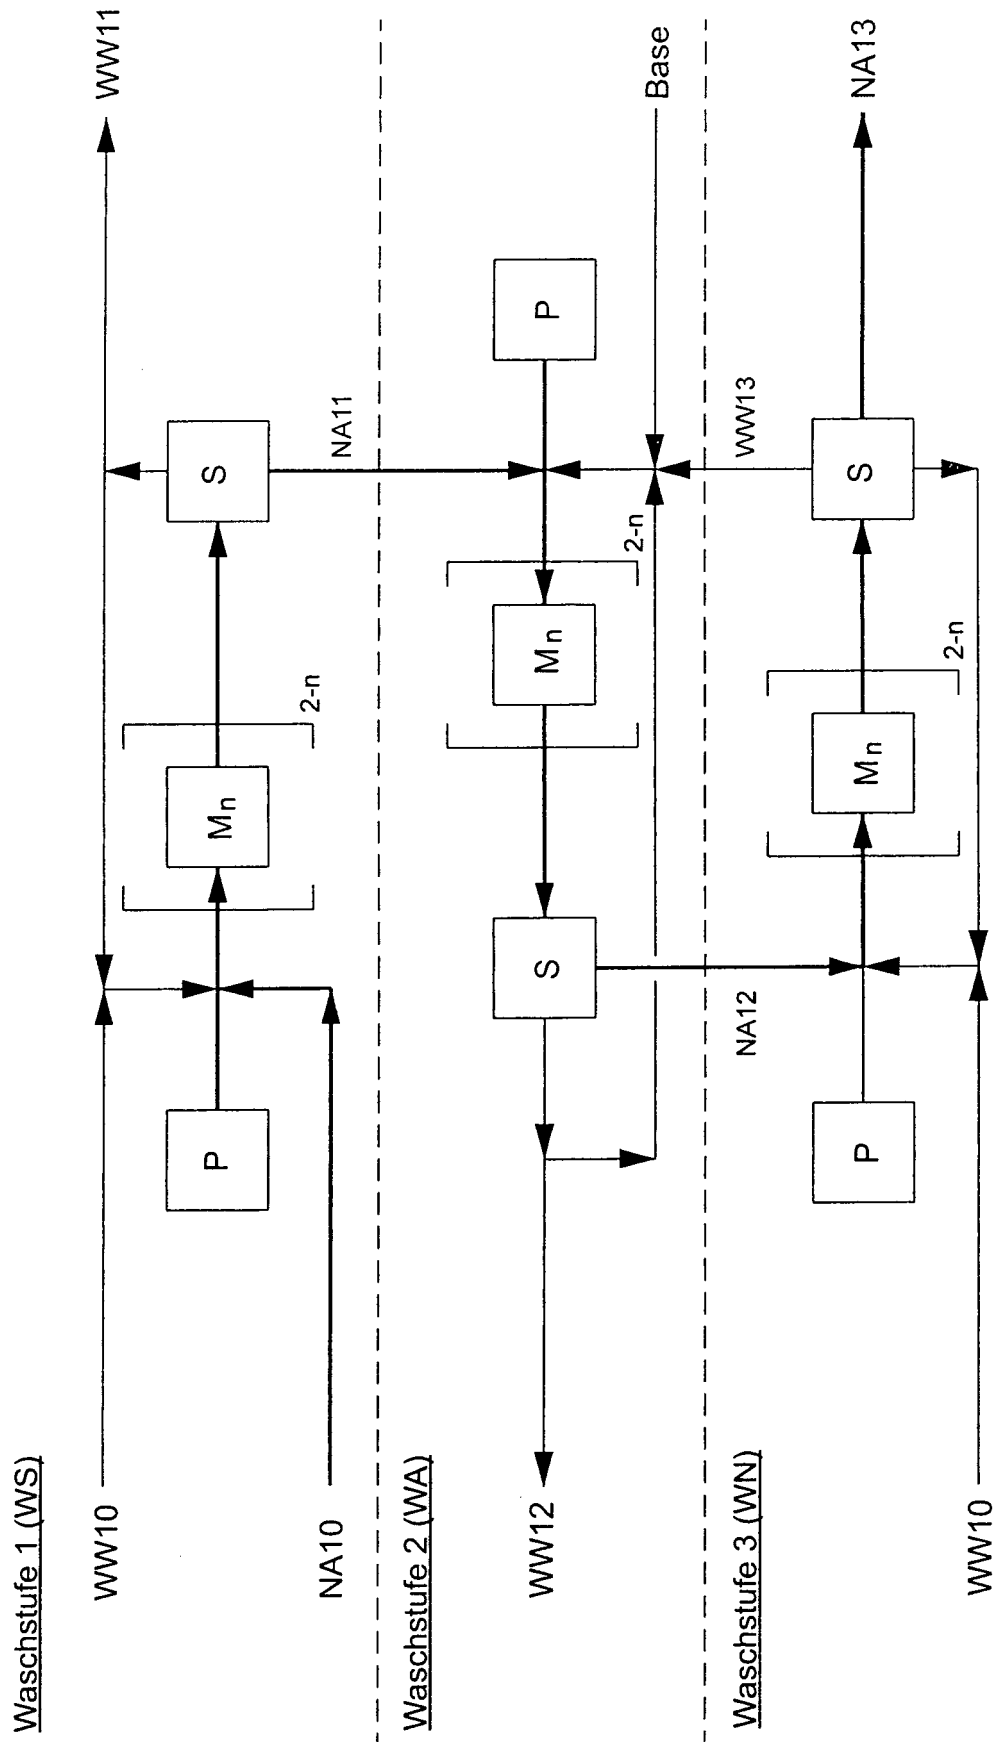 Waschstufe 1 (WS)
WW10
WW11
P
Mn
2-n
S
NA10
NA11
Waschstufe 2 (WA)
WW12
S
Mn
2-n
P
Base
Waschstufe 3 (WN)
NA12
WW13
P
Mn
2-n
S
NA13
WW10